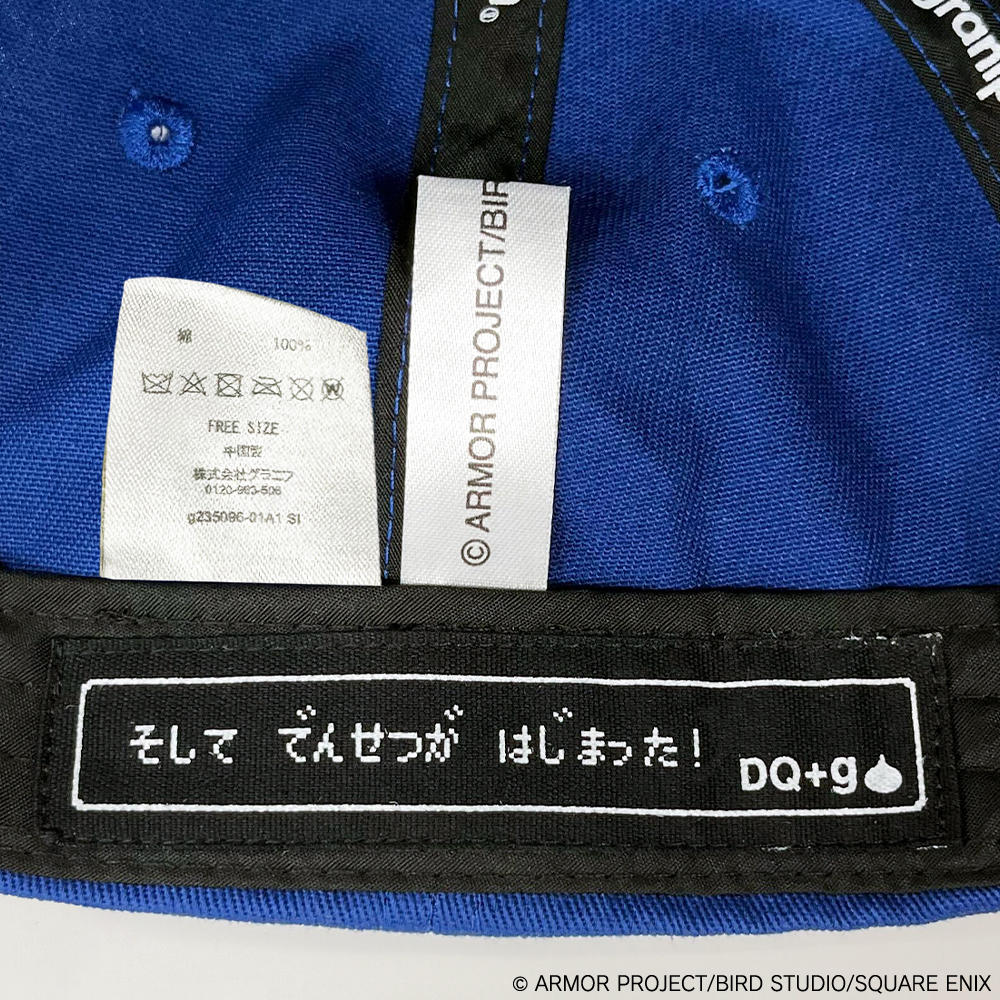 graniph
綿 100%
FREE SIZE
中国製
株式会社グラニフ
0120-963-506
g235096-01A1 SI
© ARMOR PROJECT/BIR
そして でんせつが はじまった!
DQ+g
© ARMOR PROJECT/BIRD STUDIO/SQUARE ENIX